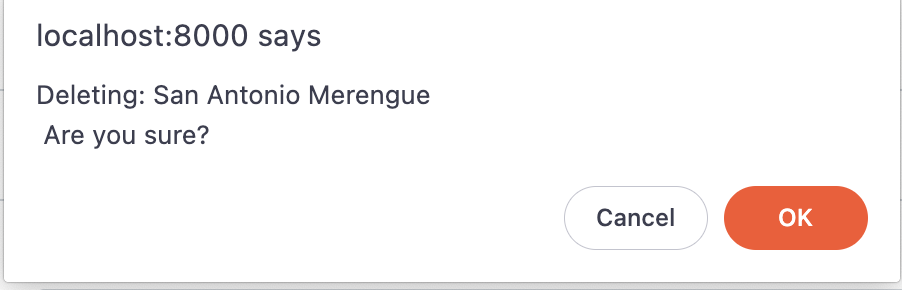 localhost:8000 says
Deleting: San Antonio Merengue
Are you sure?
Cancel
OK